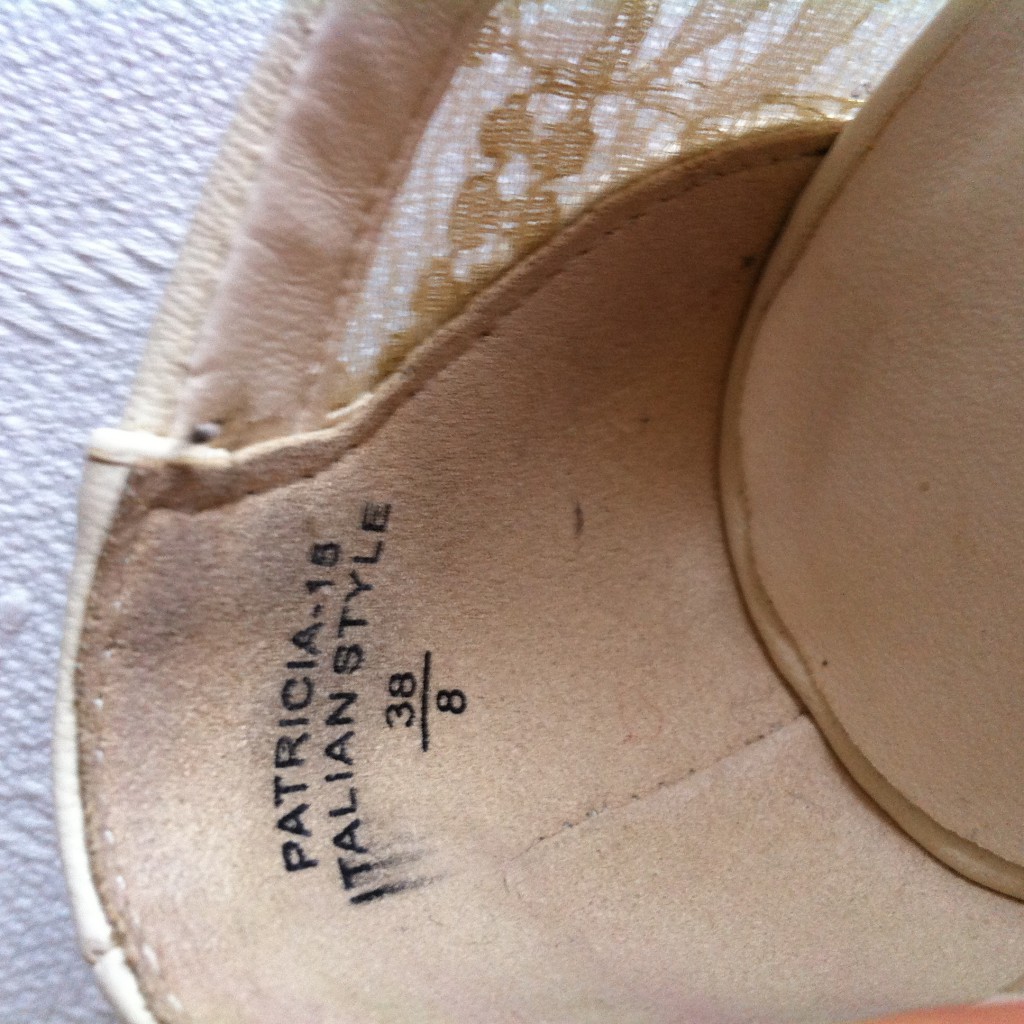 PATRICIA-18
ITALIAN STYLE
38
8